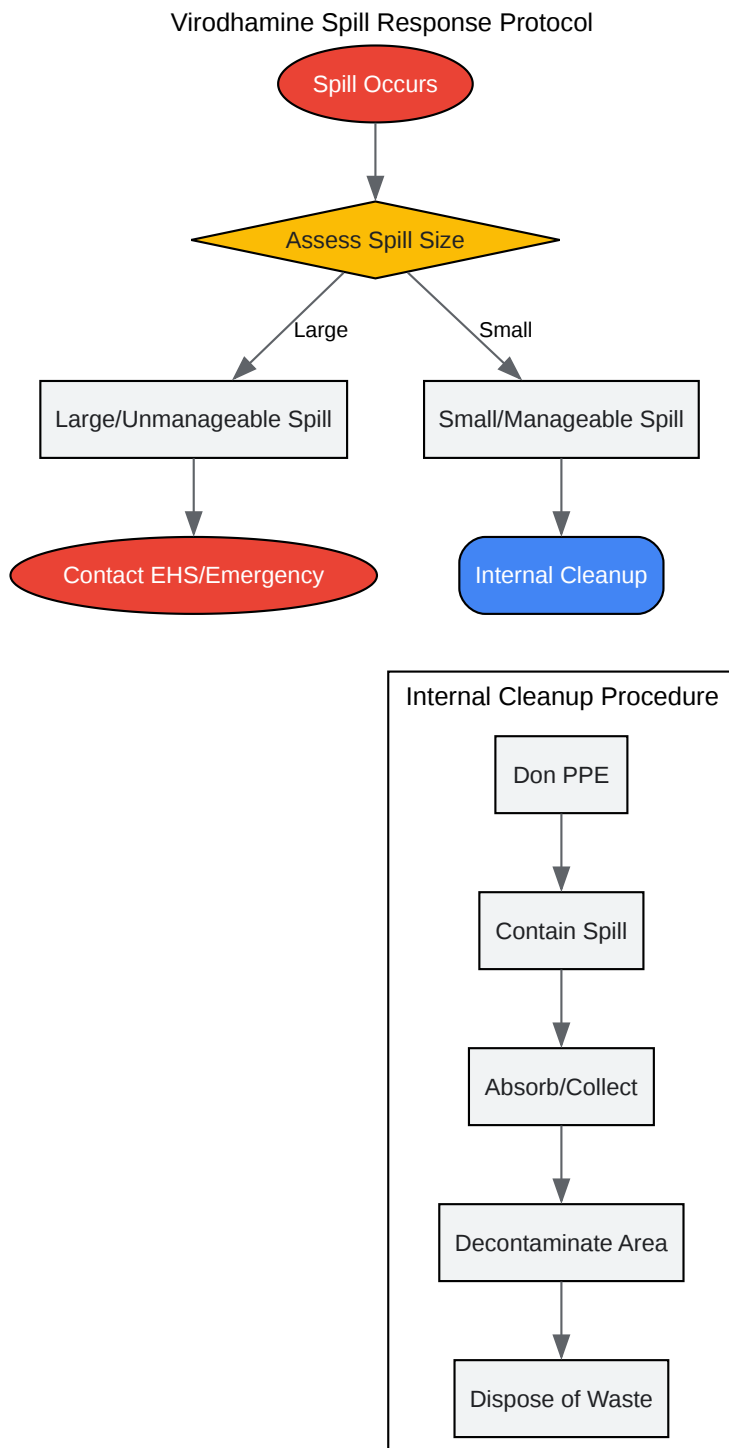 Virodhamine Spill Response Protocol
Spill Occurs
Assess Spill Size
Large
Small
Large/Unmanageable Spill
Small/Manageable Spill
Contact EHS/Emergency
Internal Cleanup
Internal Cleanup Procedure
Don PPE
Contain Spill
Absorb/Collect
Decontaminate Area
Dispose of Waste